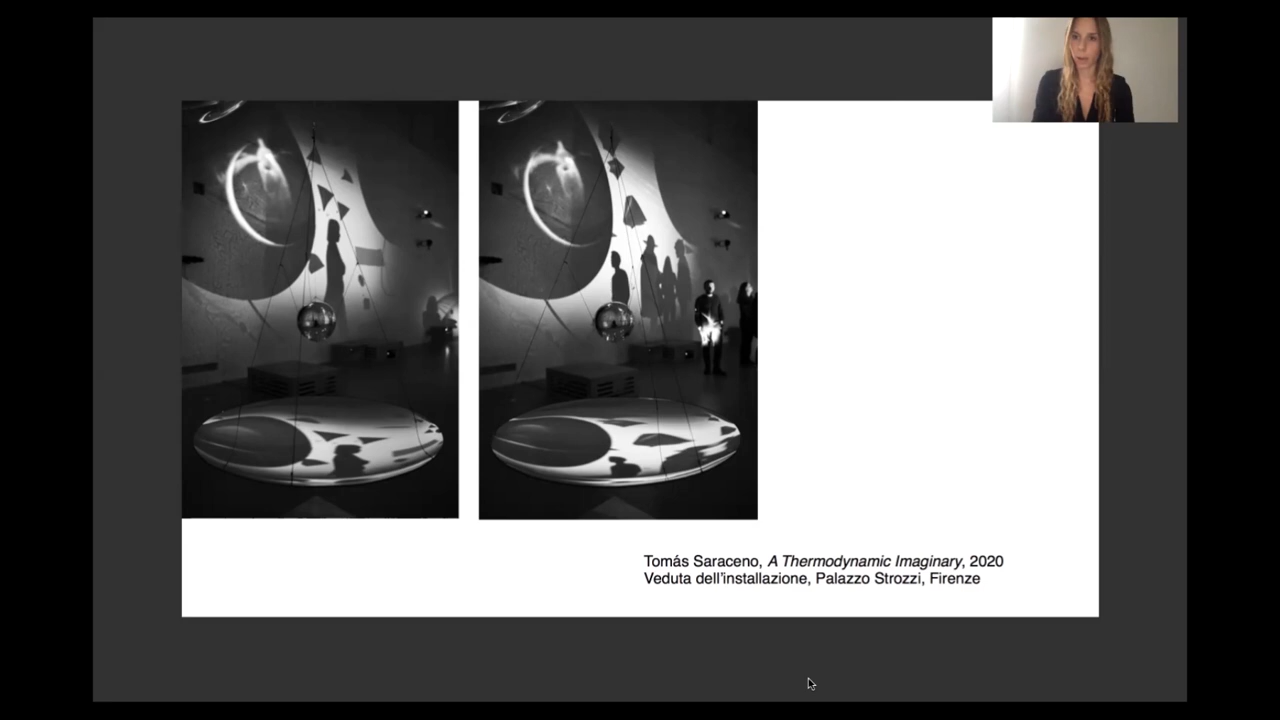 Tomás Saraceno, A Thermodynamic Imaginary, 2020
Veduta dell'installazione, Palazzo Strozzi, Firenze